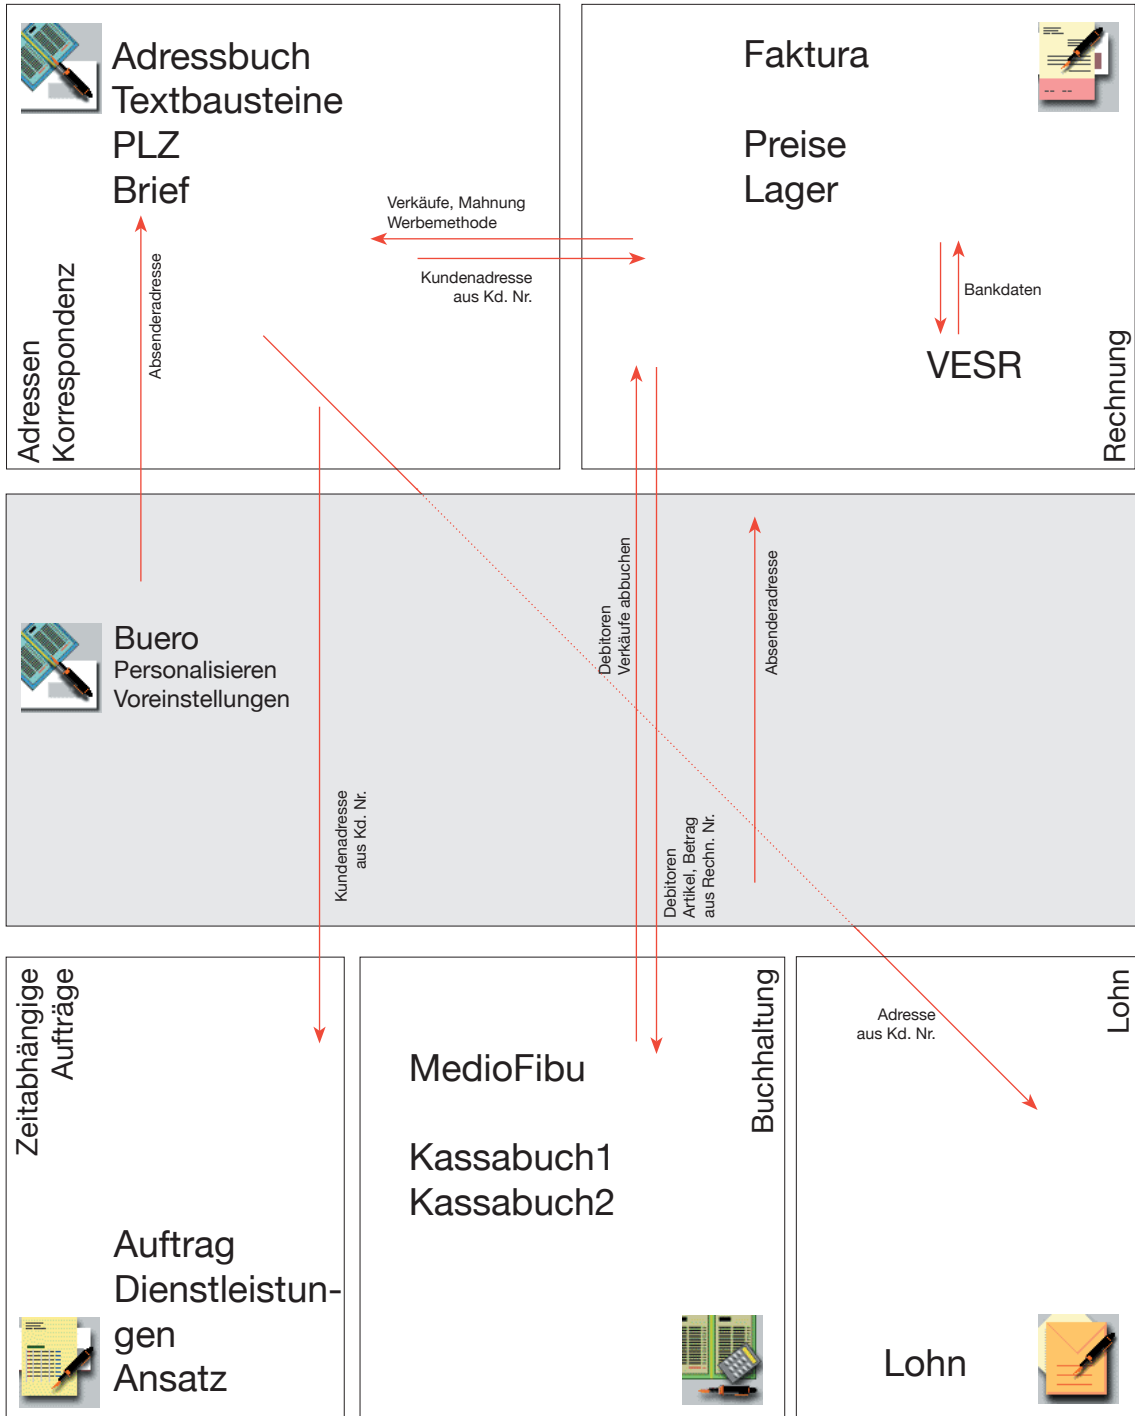 Adressbuch
Textbausteine
PLZ
Brief
Adressen
Korrespondenz
Absenderadresse
Verkäufe, Mahnung
Werbemethode
Kundenadresse
aus Kd. Nr.
Faktura
Preise
Lager
Bankdaten
VESR
Rechnung
Buero
Personalisieren
Voreinstellungen
Kundenadresse
aus Kd. Nr.
Debitoren
Verkäufe abbuchen
Debitoren
Artikel, Betrag
aus Rechn. Nr.
Absenderadresse
Zeitabhängige
Aufträge
Auftrag
Dienstleistun-
gen
Ansatz
MedioFibu
Kassabuch1
Kassabuch2
Buchhaltung
Adresse
aus Kd. Nr.
Lohn
Lohn